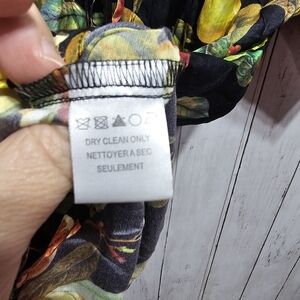 DRY CLEAN ONLY
NETTOYER A SEC
SEULEMENT